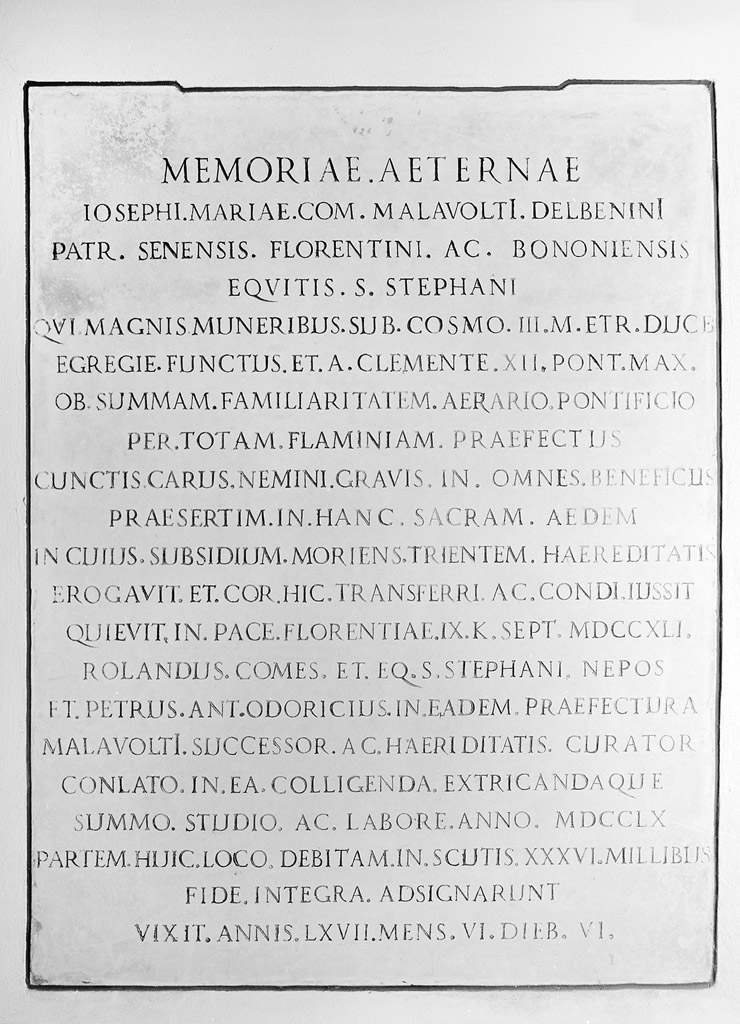 MEMORIAE.AETERNAE
IOSEPHI.MARIAE.COM. MALAVOLTI. DELBENINI
PATR. SENENSIS. FLORENTINI. AC. BONONIENSIS
EQVITIS. S. STEPHANI
QVI.MAGNIS.MUNERIBUS.SUB.COSMO.III.M.ETR.DUCE
EGREGIE.FUNCTUS.ET.A.CLEMENTE.XII.PONT.MAX.
OB.SUMMAM.FAMILIARITATEM.AERARIO.PONTIFICIO
PER.TOTAM.FLAMINIAM. PRAEFECTUS
CUNCTIS.CARUS.NEMINI.GRAVIS. IN. OMNES.BENEFICUS
PRAESERTIM.IN.HANC. SACRAM. AEDEM
IN CUIUS.SUBSIDIUM.MORIENS.TRIENTEM. HAEREDITATIS
EROGAVIT.ET.COR.HIC.TRANSFERRI.AC.CONDI.IUSSIT
QUIEVIT.IN. PACE.FLORENTIAE.IX.K.SEPT. MDCCXLI.
ROLANDUS.COMES. ET. EQ.S.STEPHANI. NEPOS
ET.PETRUS.ANT.ODORICIUS.IN.EADEM.PRAEFECTURA
MALAVOLTI.SUCCESSOR.AC.HAERIDITATIS. CURATOR
CONLATO.IN.EA.COLLIGENDA.EXTRICANDAQUE
SUMMO. STUDIO. AC. LABORE.ANNO. MDCCLX
PARTEM.HUIC.LOCO.DEBITAM.IN.SCUTIS.XXXVI.MILLIBUS
FIDE.INTEGRA. ADSIGNARUNT
VIXIT. ANNIS.LXVII.MENS.VI.DIEB. VI.